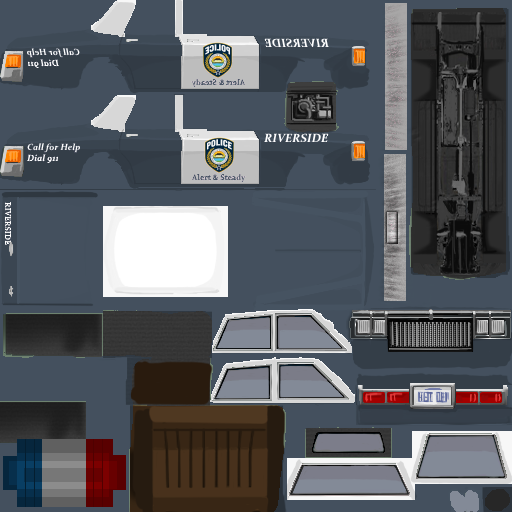 Call for Help
Dial 911
POLICE
RIVERSIDE
Alert & Steady
Call for Help
Dial 911
POLICE
RIVERSIDE
Alert & Steady
RIVERSIDE